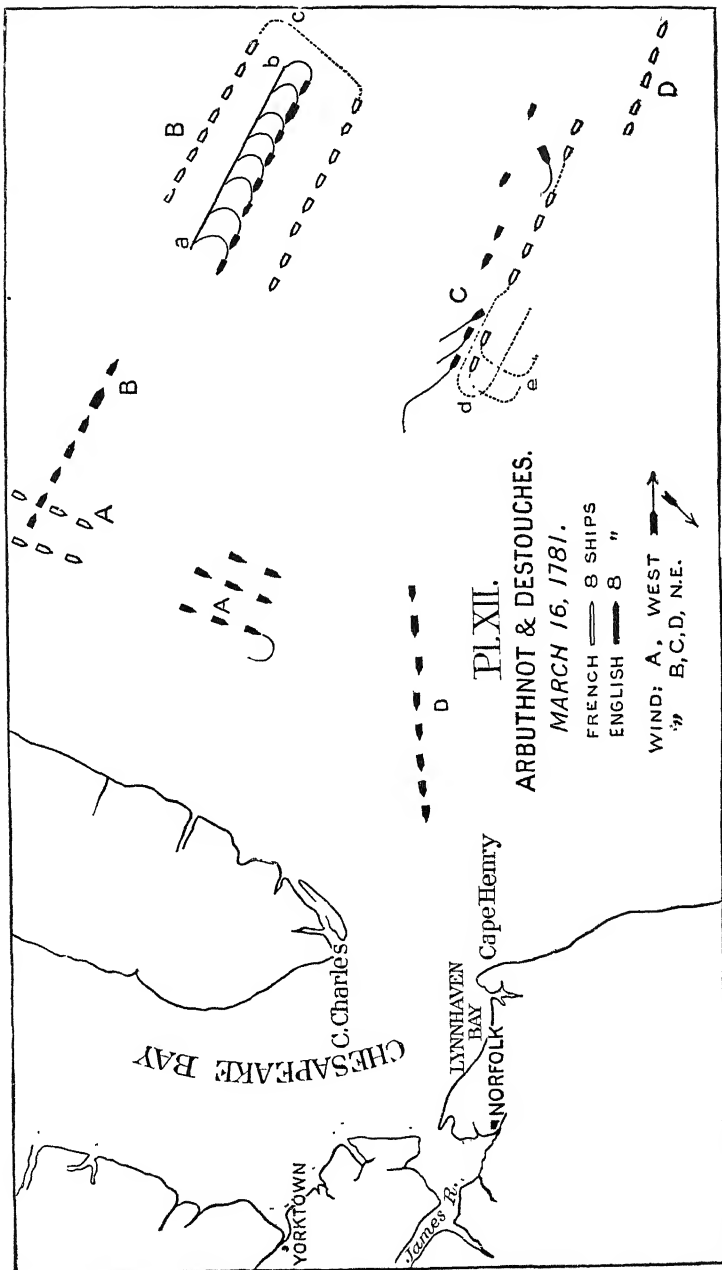 CHESAPEAKE BAY
YORKTOWN
C. Charles
James R.
LYNNHAVEN
BAY
NORFOLK
Cape Henry
A
A
B
B
a
b
c
C
d
e
D
D
Pl. XII.
ARBUTHNOT & DESTOUCHES.
MARCH 16, 1781.
FRENCH 8 SHIPS
ENGLISH 8 "
WIND: A, WEST
" B, C, D, N.E.